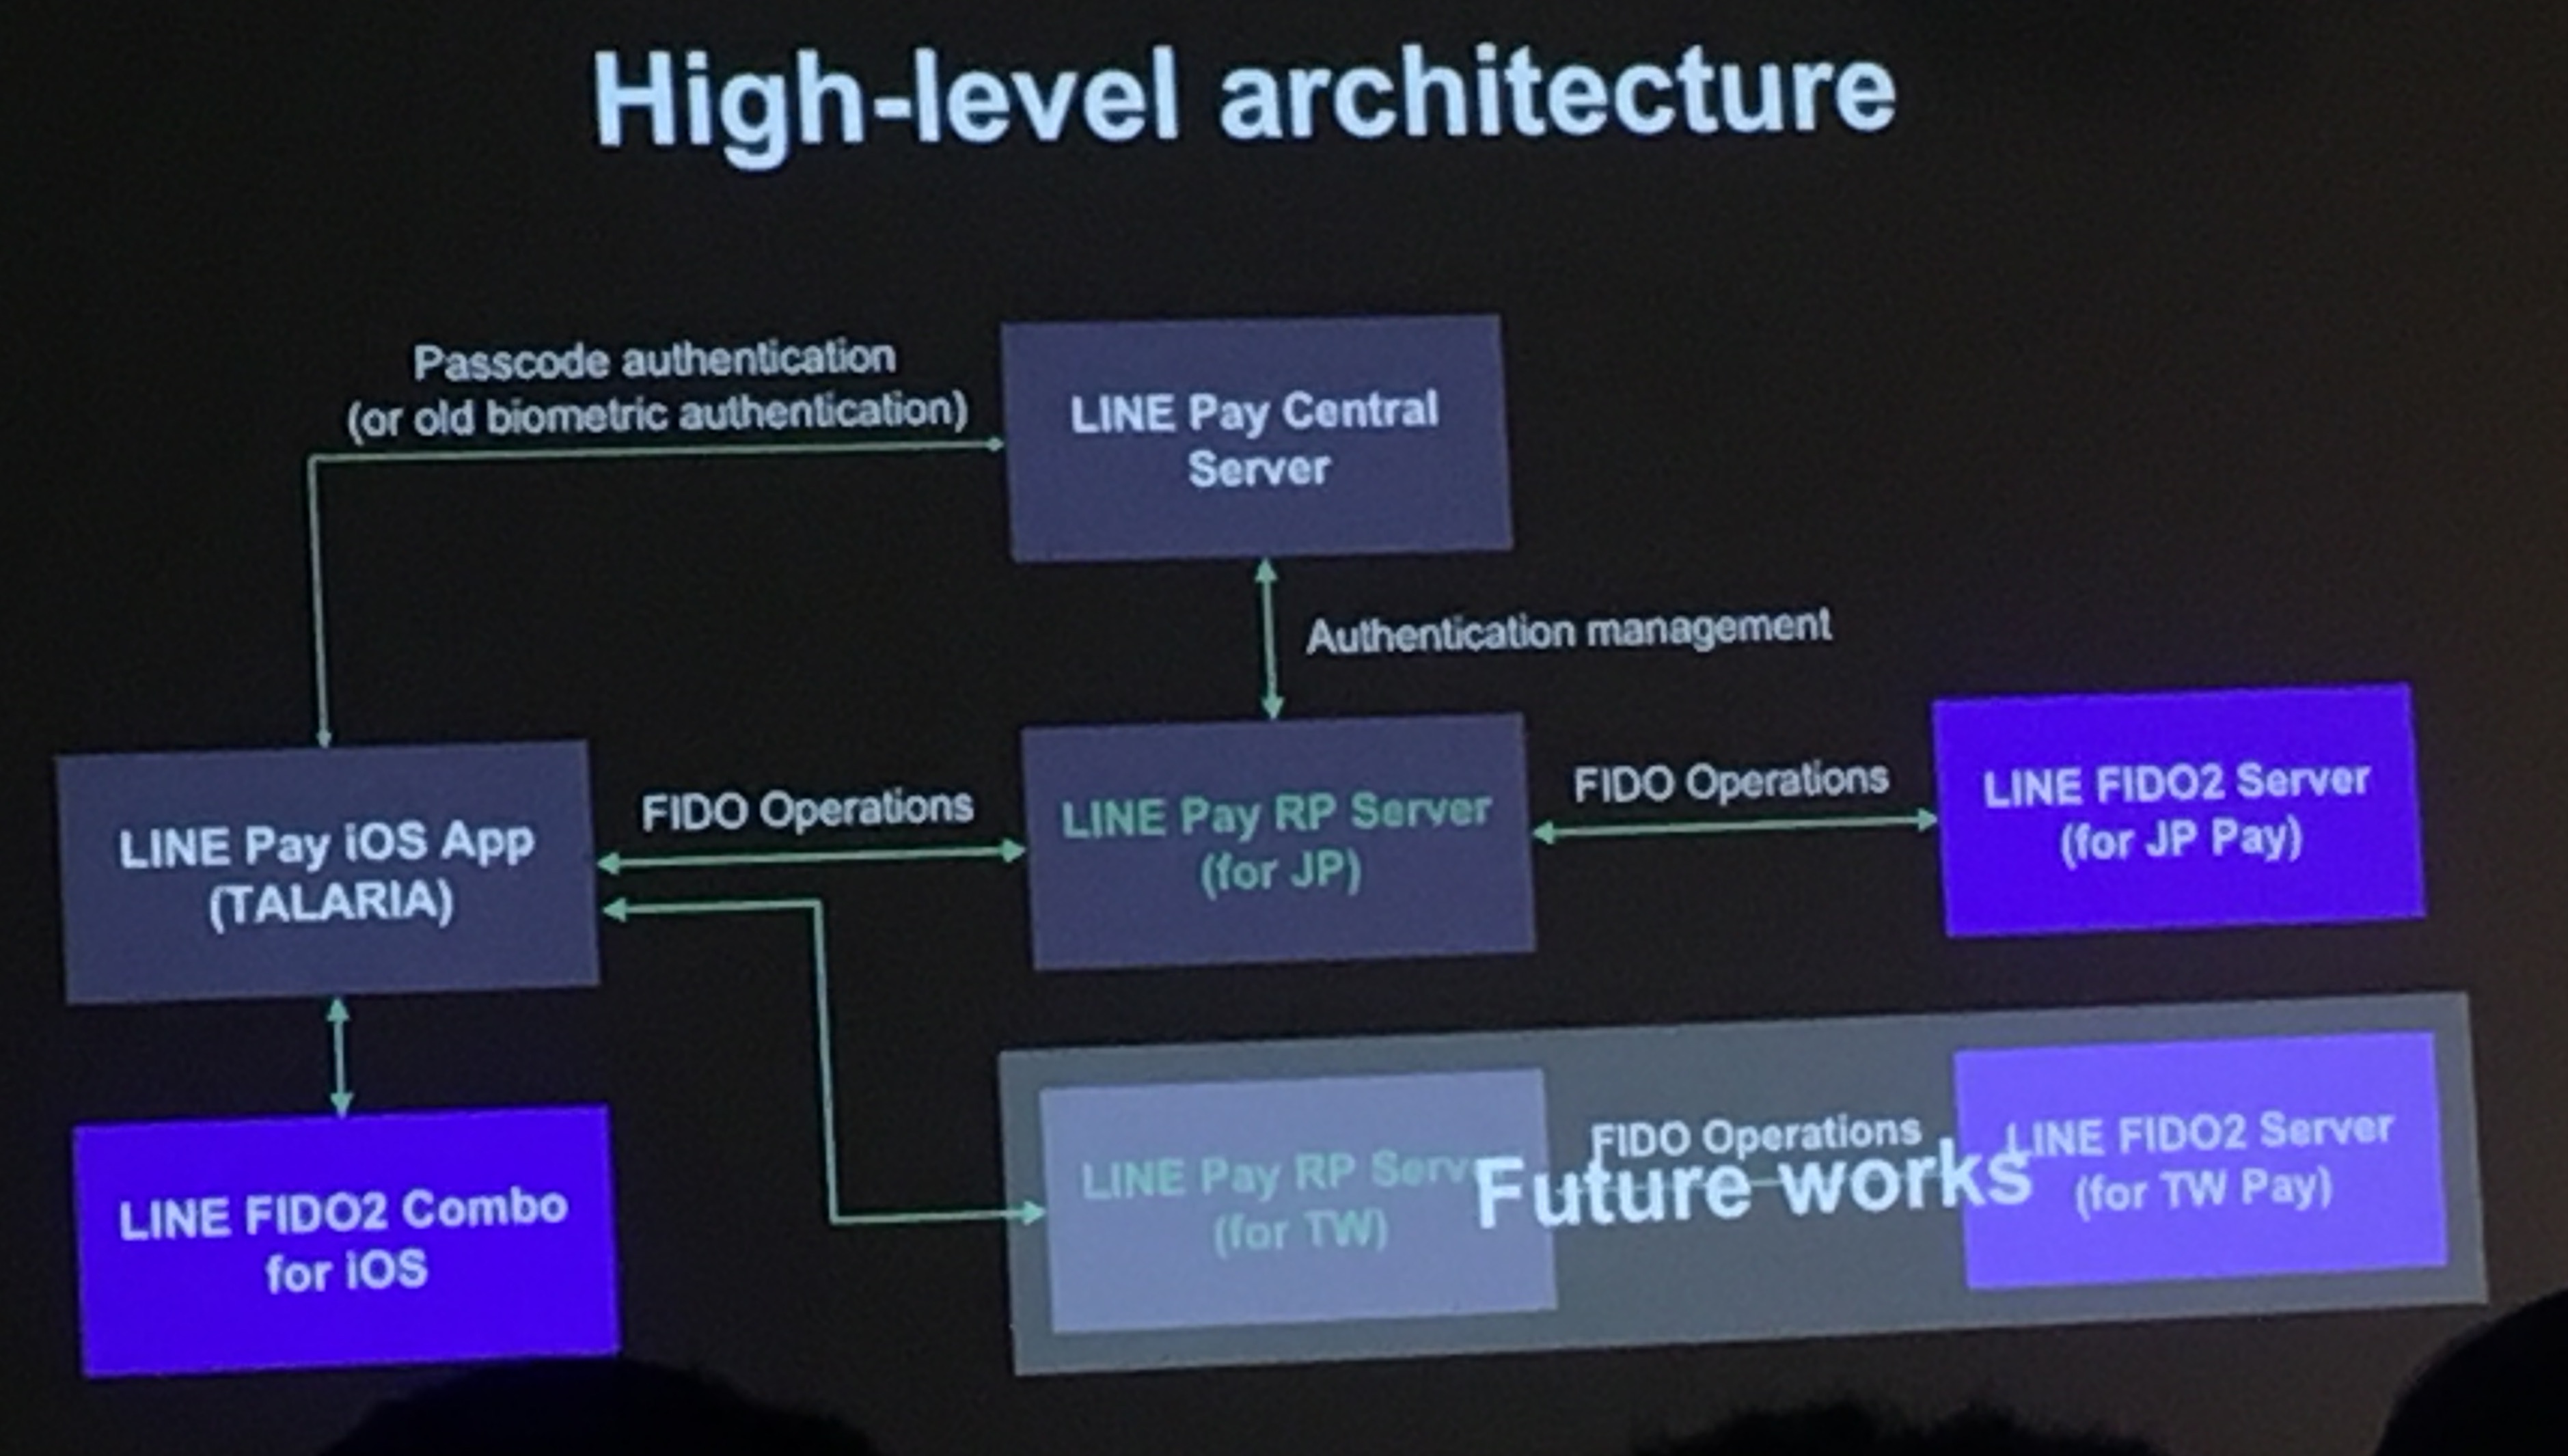 High-level architecture
Passcode authentication
(or old biometric authentication)
LINE Pay Central
Server
Authentication management
LINE Pay iOS App
(TALARIA)
FIDO Operations
LINE Pay RP Server
(for JP)
FIDO Operations
LINE FIDO2 Server
(for JP Pay)
LINE FIDO2 Combo
for iOS
LINE Pay RP Serv
(for TW)
FIDO Operations
Future works
LINE FIDO2 Server
(for TW Pay)